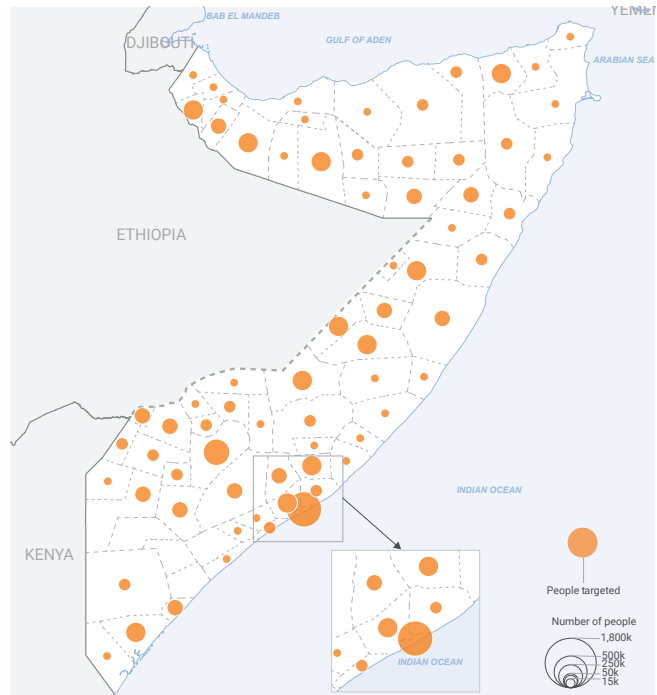 YEMEN
BAB EL MANDEB
DJIBOUTI
GULF OF ADEN
ARABIAN SEA
ETHIOPIA
INDIAN OCEAN
KENYA
People targeted
Number of people
1,800k
500k
250k
50k
15k
INDIAN OCEAN